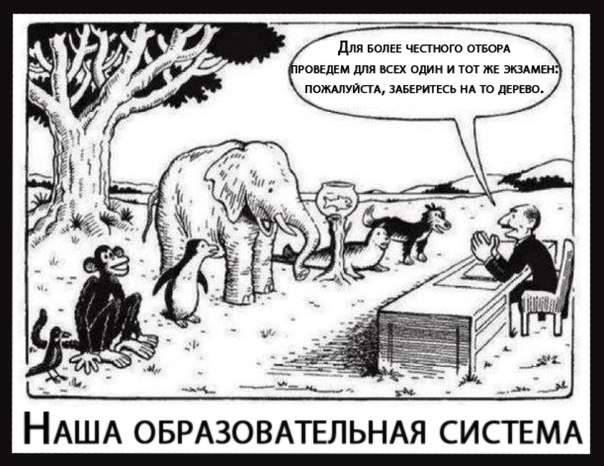 Для более честного отбора
проведем для всех один и тот же экзамен:
пожалуйста, заберитесь на то дерево.
Наша образовательная система